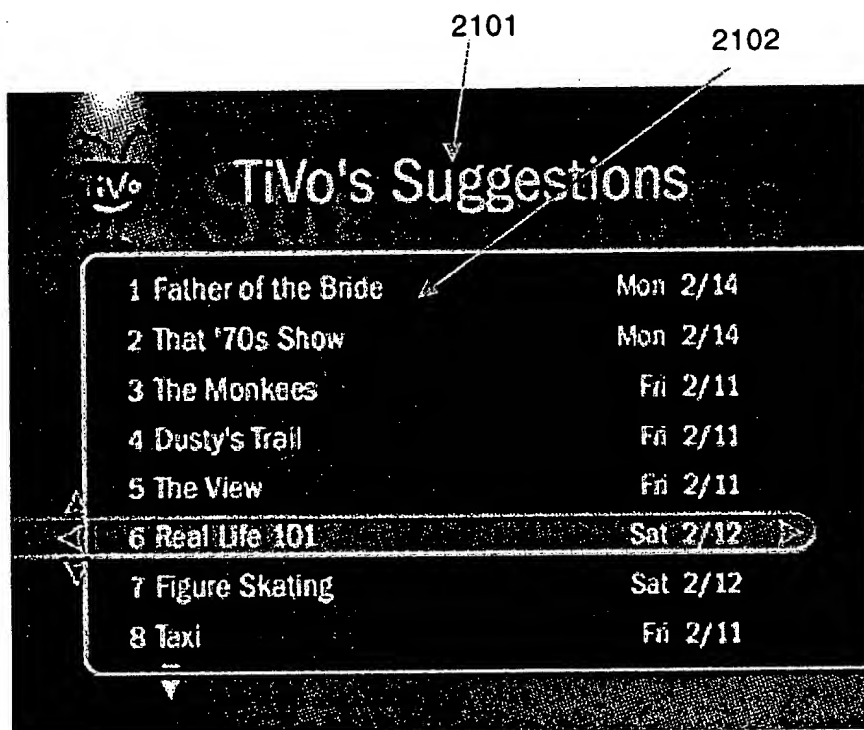 2101
2102
TiVo
TiVo's Suggestions
1 Father of the Bride Mon 2/14
2 That '70s Show Mon 2/14
3 The Monkees Fri 2/11
4 Dusty's Trail Fri 2/11
5 The View Fri 2/11
6 Real Life 101 Sat 2/12
7 Figure Skating Sat 2/12
8 Taxi Fri 2/11